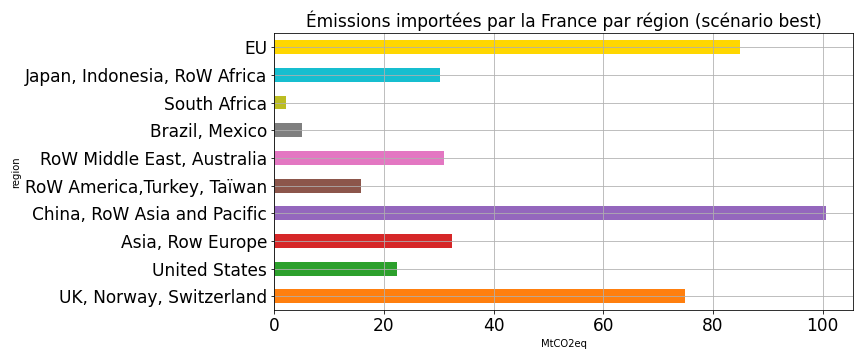 Émissions importées par la France par région (scénario best)
EU
Japan, Indonesia, RoW Africa
South Africa
Brazil, Mexico
RoW Middle East, Australia
RoW America,Turkey, Taïwan
China, RoW Asia and Pacific
Asia, Row Europe
United States
UK, Norway, Switzerland
region
0 20 40 60 80 100
MtCO2eq